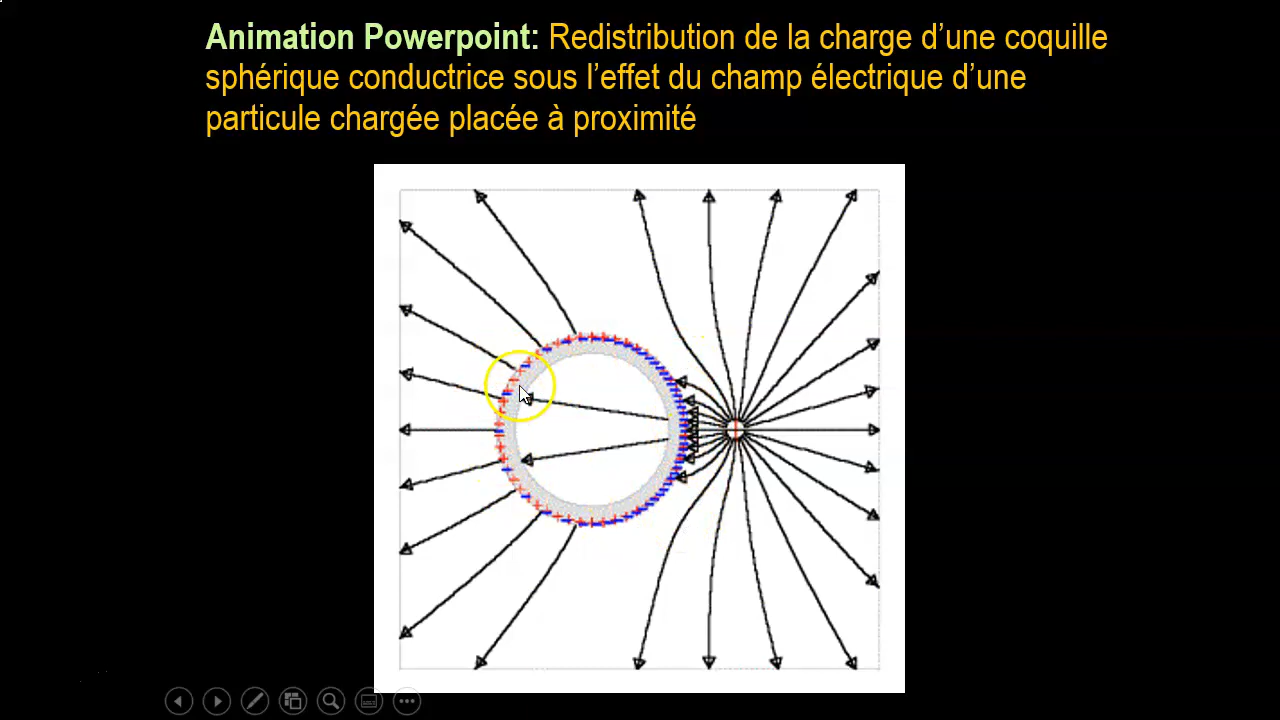 Animation Powerpoint: Redistribution de la charge d’une coquille
sphérique conductrice sous l’effet du champ électrique d’une
particule chargée placée à proximité